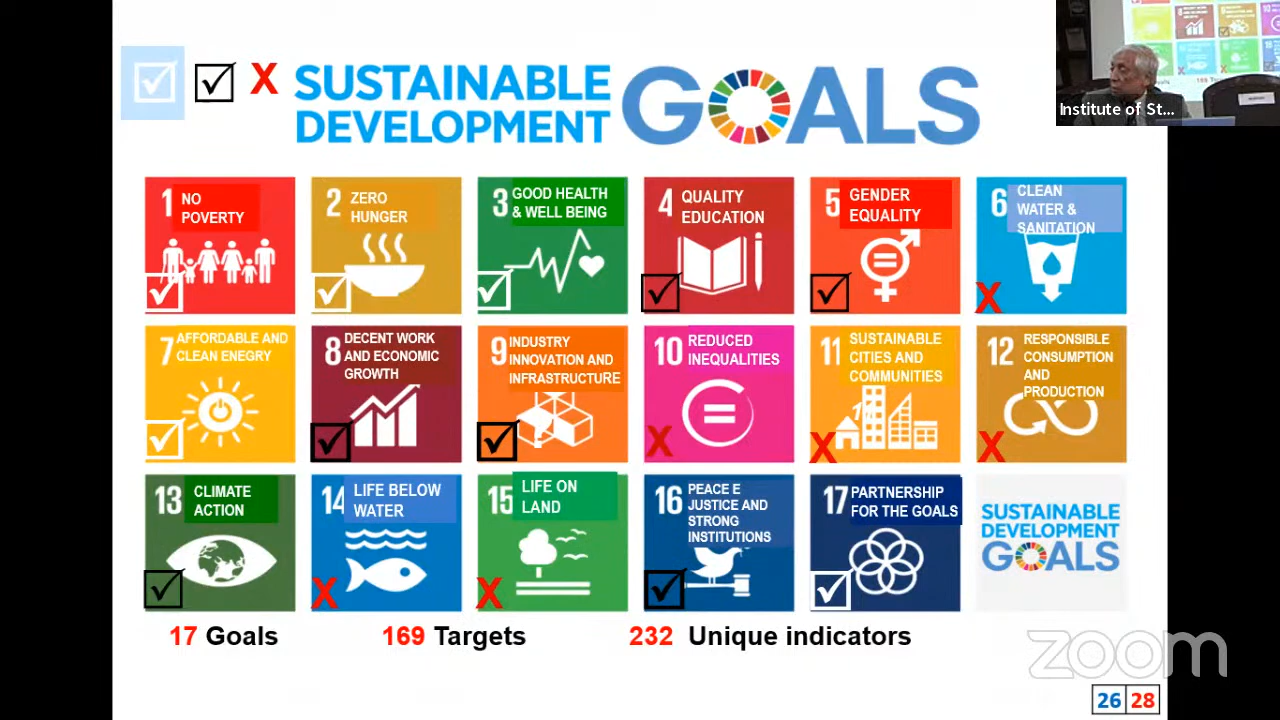 X SUSTAINABLE
DEVELOPMENT
GOALS
Institute of St...
1 NO
POVERTY
2 ZERO
HUNGER
3 GOOD HEALTH
& WELL BEING
4 QUALITY
EDUCATION
5 GENDER
EQUALITY
6 CLEAN
WATER &
SANITATION
X
7 AFFORDABLE AND
CLEAN ENEGRY
8 DECENT WORK
AND ECONOMIC
GROWTH
9 INDUSTRY
INNOVATION AND
INFRASTRUCTURE
10 REDUCED
INEQUALITIES
X
11 SUSTAINABLE
CITIES AND
COMMUNITIES
X
12 RESPONSIBLE
CONSUMPTION
AND
PRODUCTION
X
13 CLIMATE
ACTION
14 LIFE BELOW
WATER
X
15 LIFE ON
LAND
X
16 PEACE E
JUSTICE AND
STRONG
INSTITUTIONS
17 PARTNERSHIP
FOR THE GOALS
SUSTAINABLE
DEVELOPMENT
GOALS
17 Goals
169 Targets
232 Unique indicators
zoom
26 28